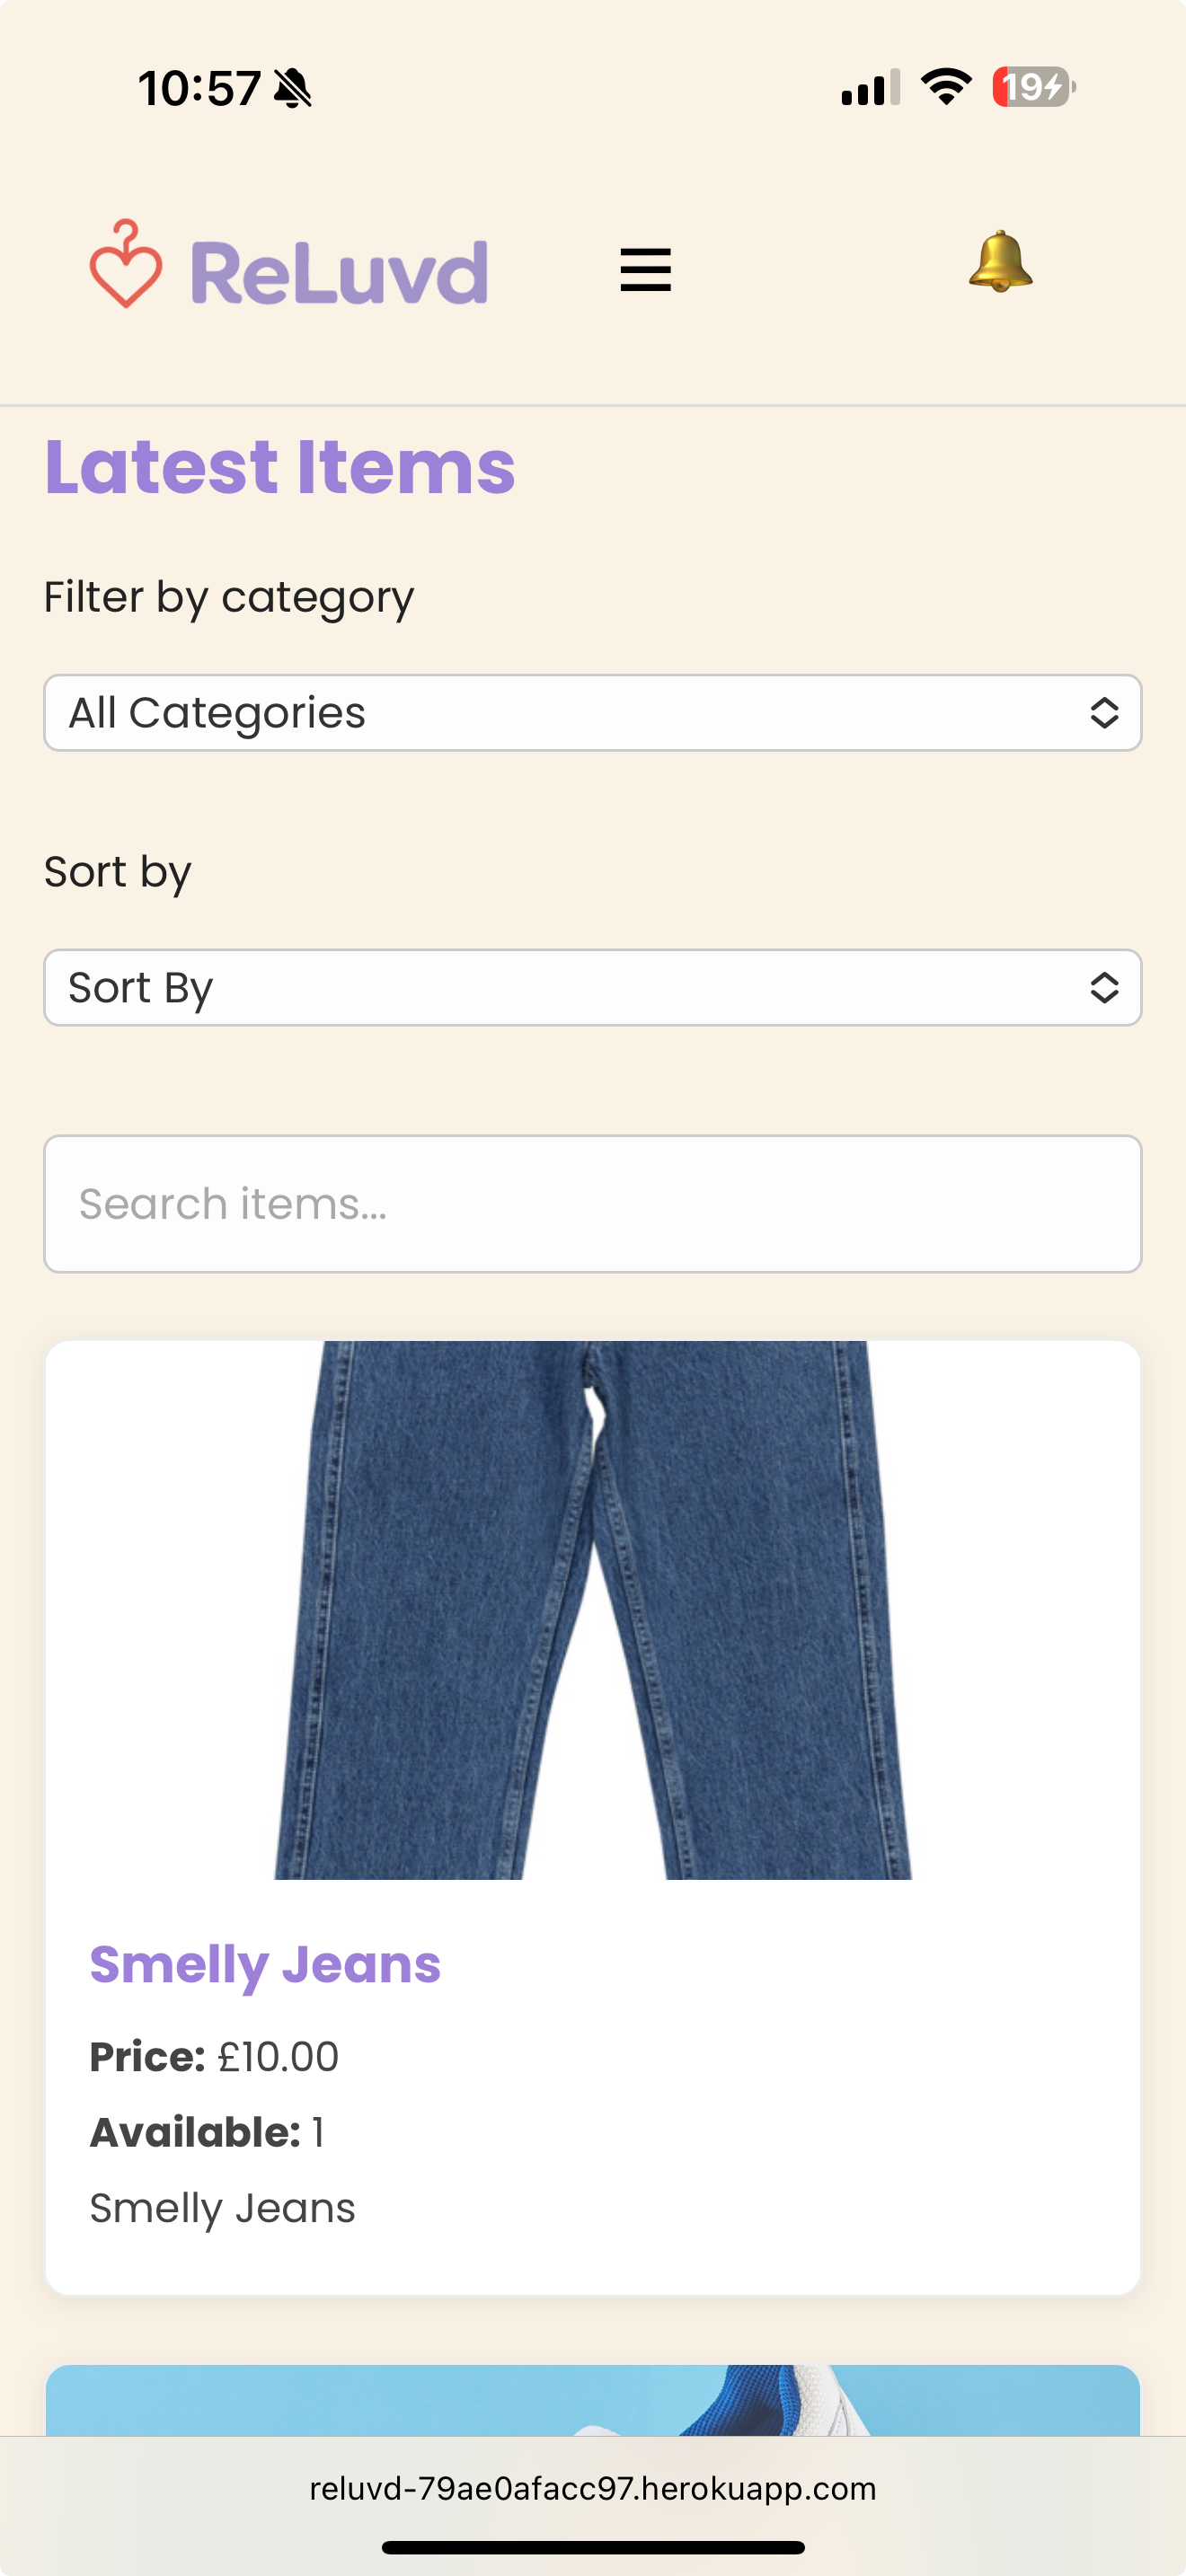 10:57
19
ReLuvd
Latest Items
Filter by category
All Categories
Sort by
Sort By
Search items...
Smelly Jeans
Price: £10.00
Available: 1
Smelly Jeans
reluvd-79ae0afacc97.herokuapp.com